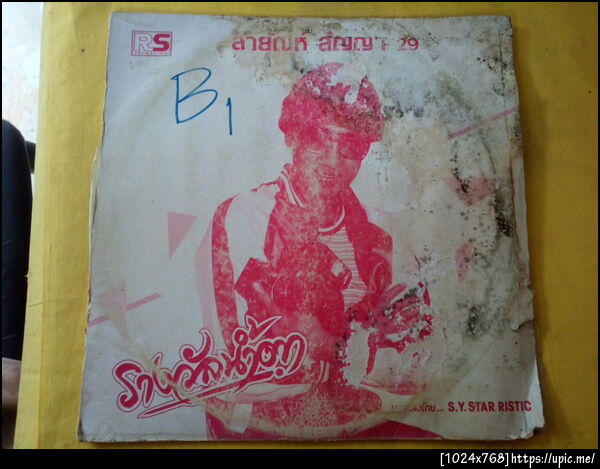 RS
สายัณห์ สัญญา 29
B1
รางวัลน้ำตา
S.Y. STAR RISTIC
[1024x768]https://upic.me/